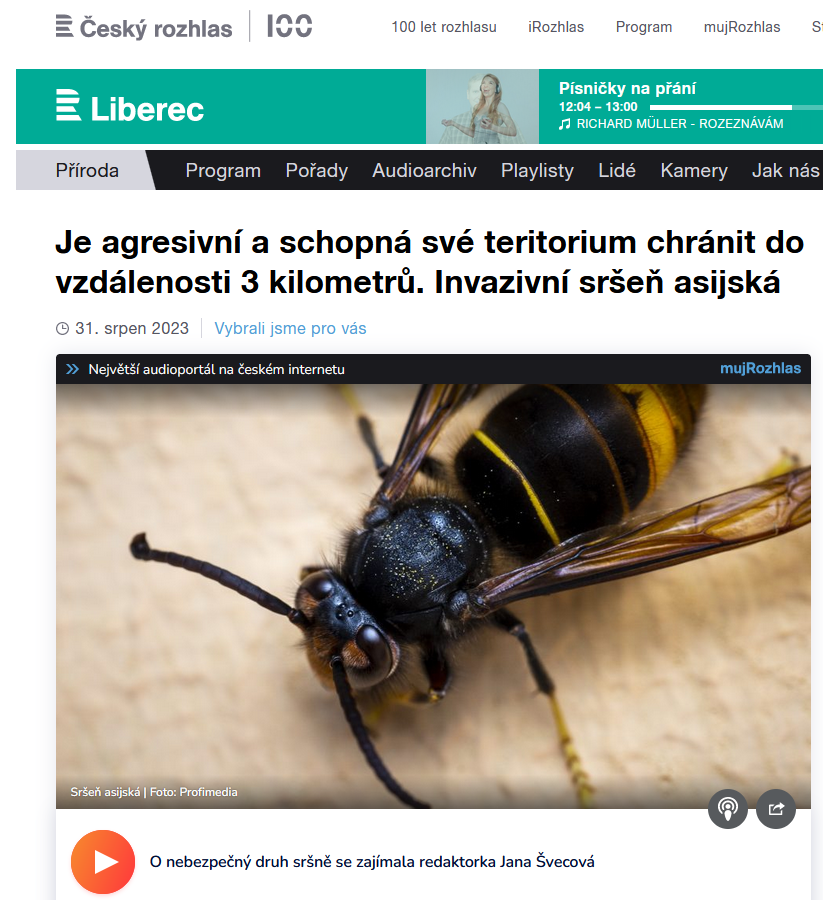 Český rozhlas 100
100 let rozhlasu iRozhlas Program mujRozhlas
Liberec
Písničky na přání
12:04 – 13:00
RICHARD MÜLLER - ROZEZNÁVÁM
Příroda Program Pořady Audioarchiv Playlisty Lidé Kamery Jak nás
Je agresivní a schopná své teritorium chránit do
vzdálenosti 3 kilometrů. Invazivní sršeň asijská
31. srpen 2023 Vybrali jsme pro vás
Největší audioportál na českém internetu mujRozhlas
Sršeň asijská | Foto: Profimedia
O nebezpečný druh sršně se zajímala redaktorka Jana Švecová